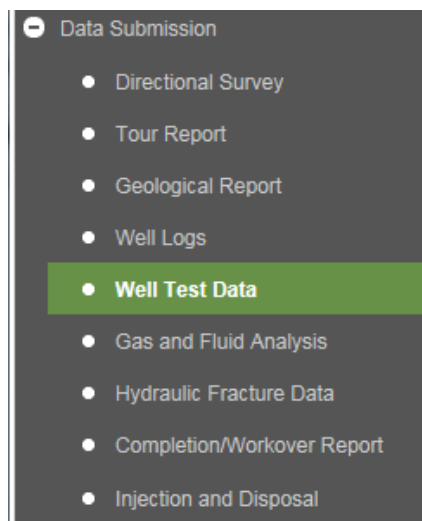 Data Submission
Directional Survey
Tour Report
Geological Report
Well Logs
Well Test Data
Gas and Fluid Analysis
Hydraulic Fracture Data
Completion/Workover Report
Injection and Disposal